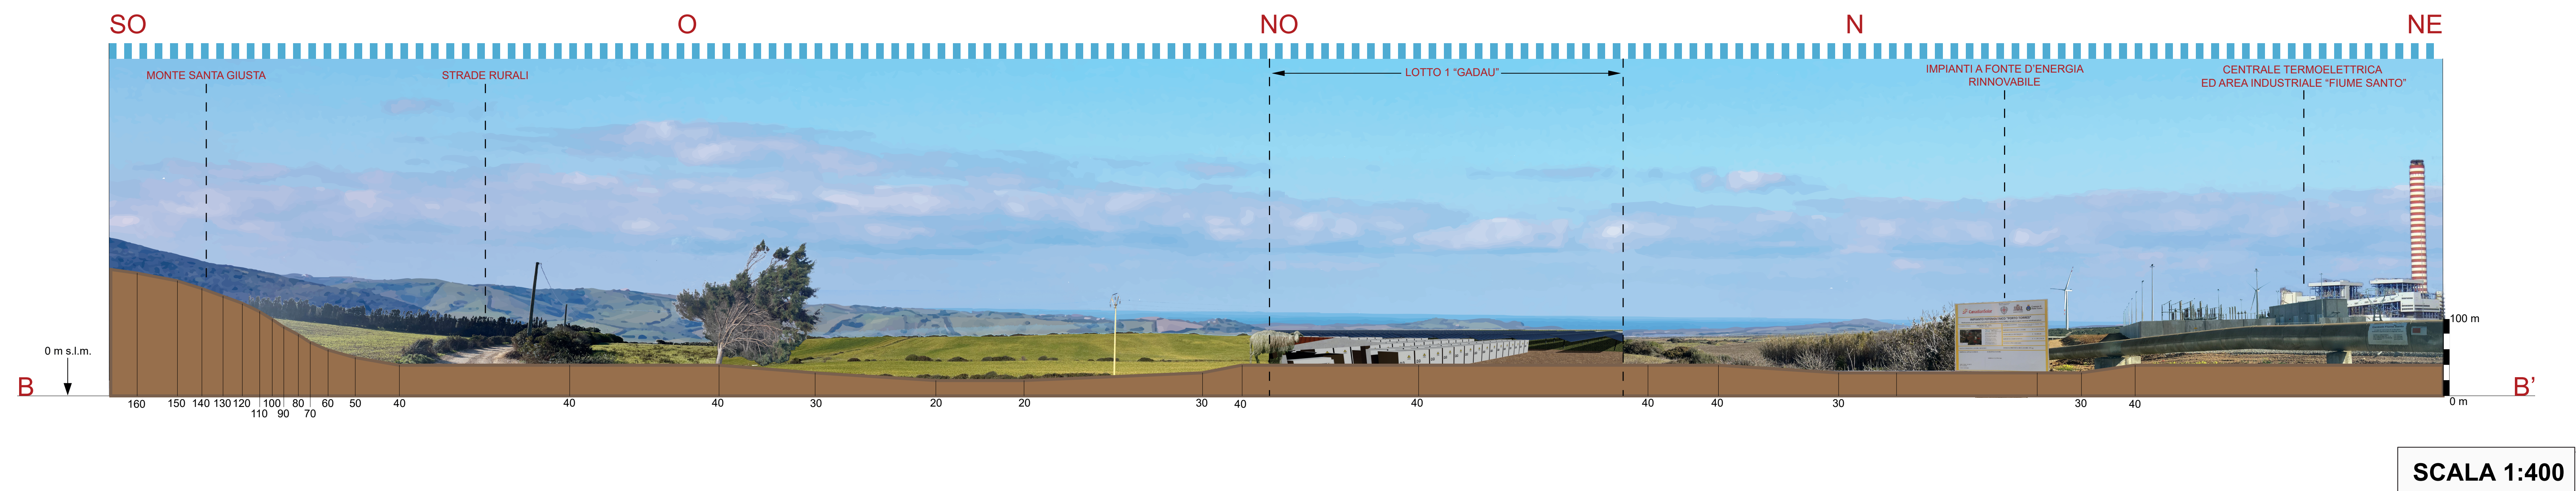 SO
O
NO
N
NE
MONTE SANTA GIUSTA
STRADE RURALI
LOTTO 1 “GADAU”
IMPIANTI A FONTE D’ENERGIA
RINNOVABILE
CENTRALE TERMOELETTRICA
ED AREA INDUSTRIALE “FIUME SANTO”
100 m
0 m s.l.m.
B
B’
0 m
160
150
140
130
120
110
100
90
80
70
60
50
40
40
40
30
20
20
30
40
40
40
40
30
30
40
SCALA 1:400